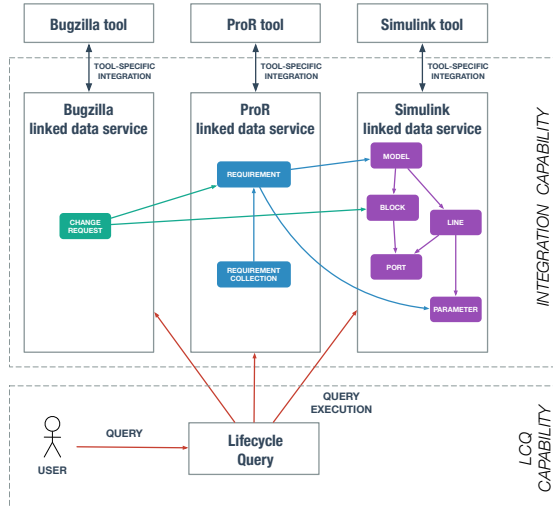 Bugzilla tool
ProR tool
Simulink tool
TOOL-SPECIFIC
INTEGRATION
TOOL-SPECIFIC
INTEGRATION
TOOL-SPECIFIC
INTEGRATION
Bugzilla
linked data service
ProR
linked data service
Simulink
linked data service
MODEL
REQUIREMENT
BLOCK
CHANGE
REQUEST
LINE
PORT
REQUIREMENT
COLLECTION
PARAMETER
INTEGRATION CAPABILITY
QUERY
EXECUTION
QUERY
Lifecycle
Query
USER
LCQ
CAPABILITY